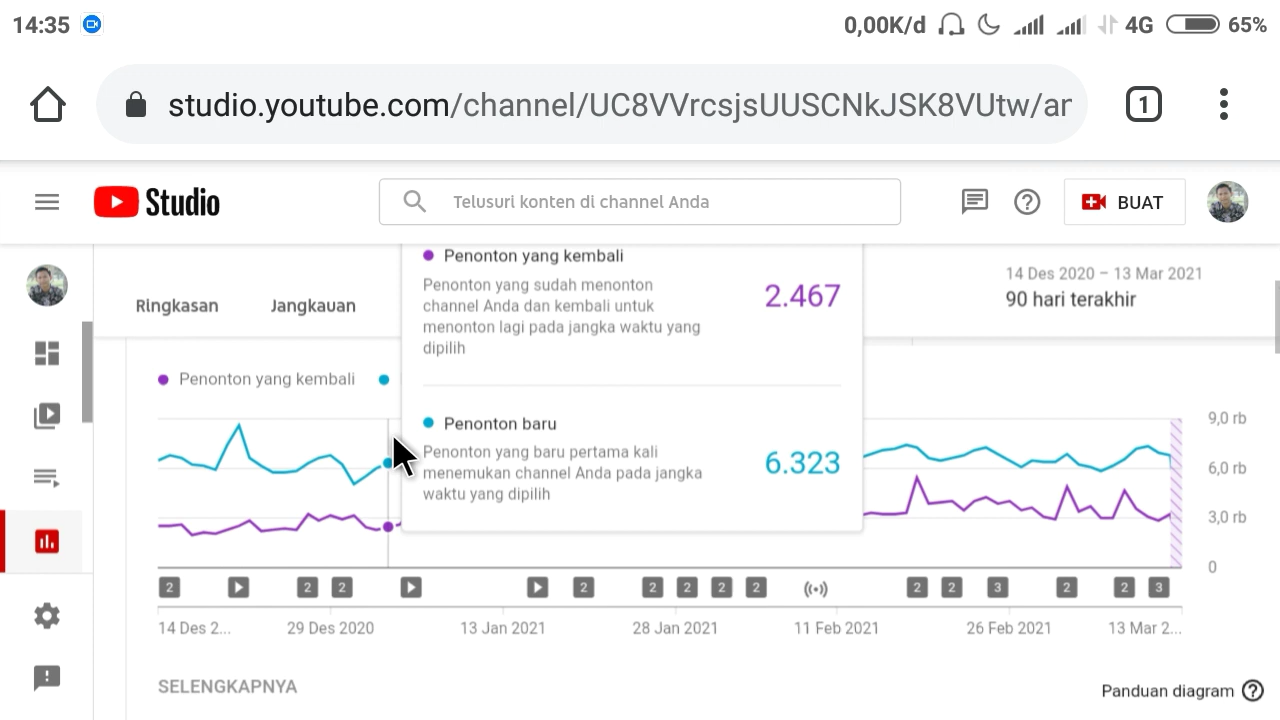 14:35
0,00K/d
4G
65%
studio.youtube.com/channel/UC8VVrcsjsUUSCNkJSK8VUtw/ar
1
Studio
Telusuri konten di channel Anda
BUAT
Ringkasan
Jangkauan
14 Des 2020 – 13 Mar 2021
90 hari terakhir
Penonton yang kembali
Penonton yang sudah menonton
channel Anda dan kembali untuk
menonton lagi pada jangka waktu yang
dipilih
2.467
Penonton yang kembali
Penonton baru
Penonton yang baru pertama kali
menemukan channel Anda pada jangka
waktu yang dipilih
6.323
9,0 rb
6,0 rb
3,0 rb
0
2 2 2 2 2 2 2 2 2 2 3 2 2 3
14 Des 2... 29 Des 2020 13 Jan 2021 28 Jan 2021 11 Feb 2021 26 Feb 2021 13 Mar 2...
SELENGKAPNYA
Panduan diagram